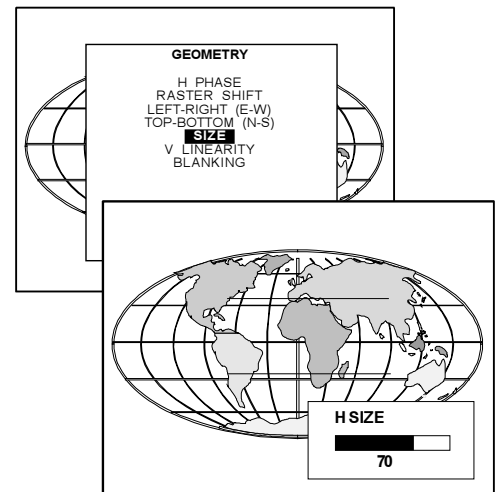 GEOMETRY
H PHASE
RASTER SHIFT
LEFT-RIGHT (E-W)
TOP-BOTTOM (N-S)
SIZE
V LINEARITY
BLANKING
H SIZE
70